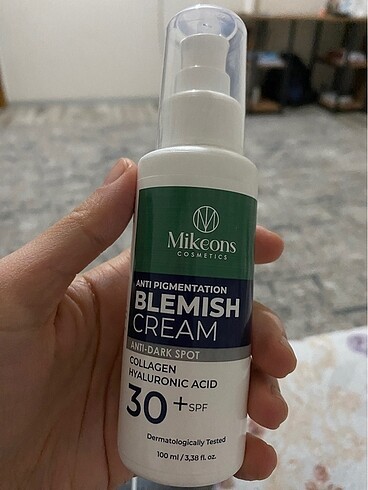 Mikeons
COSMETICS
ANTI PIGMENTATION
BLEMISH
CREAM
ANTI-DARK SPOT
COLLAGEN
HYALURONIC ACID
30+ SPF
Dermatologically Tested
100 ml / 3,38 fl. oz.